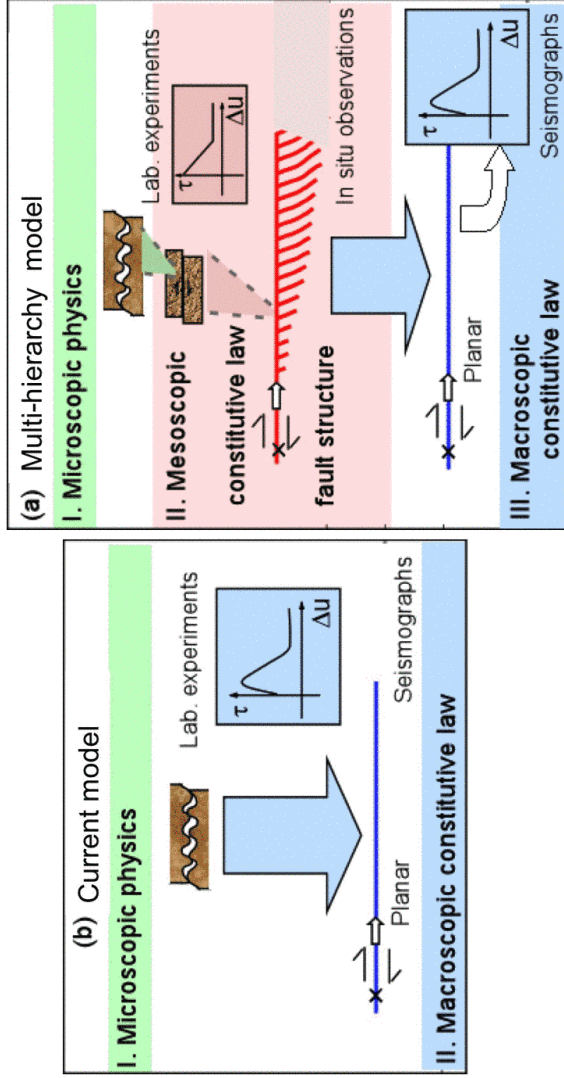 (a) Multi-hierarchy model
I. Microscopic physics
II. Mesoscopic
constitutive law
fault structure
Lab. experiments
τ
Δu
In situ observations
Planar
τ
Δu
Seismographs
III. Macroscopic
constitutive law
(b) Current model
I. Microscopic physics
Lab. experiments
τ
Δu
Planar
Seismographs
II. Macroscopic constitutive law